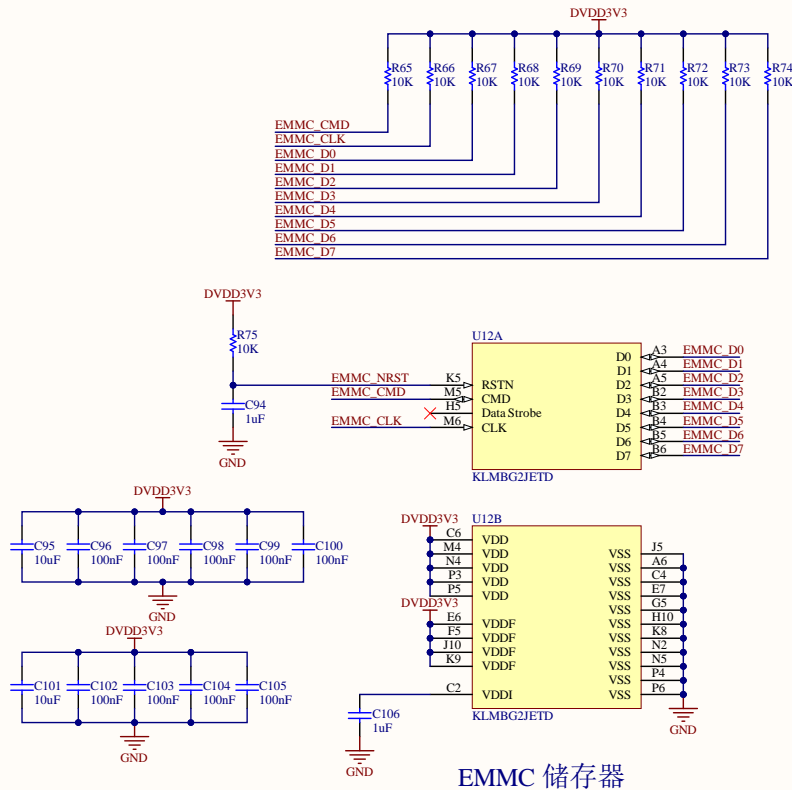 DVDD3V3
R65 R66 R67 R68 R69 R70 R71 R72 R73 R74
10K 10K 10K 10K 10K 10K 10K 10K 10K 10K
EMMC_CMD
EMMC_CLK
EMMC_D0
EMMC_D1
EMMC_D2
EMMC_D3
EMMC_D4
EMMC_D5
EMMC_D6
EMMC_D7
DVDD3V3
R75
10K
C94
1uF
GND
U12A
EMMC_NRST K5 RSTN
EMMC_CMD M5 CMD
H5 Data Strobe
EMMC_CLK M6 CLK
D0 A3 EMMC_D0
D1 A4 EMMC_D1
D2 A5 EMMC_D2
D3 B2 EMMC_D3
D4 B3 EMMC_D4
D5 B4 EMMC_D5
D6 B5 EMMC_D6
D7 B6 EMMC_D7
KLMBG2JETD
DVDD3V3
C95 C96 C97 C98 C99 C100
10uF 100nF 100nF 100nF 100nF 100nF
GND
DVDD3V3
C101 C102 C103 C104 C105
10uF 100nF 100nF 100nF 100nF
GND
U12B
DVDD3V3
C6 VDD
M4 VDD
N4 VDD
P3 VDD
P5 VDD
DVDD3V3
E6 VDDF
F5 VDDF
J10 VDDF
K9 VDDF
C2 VDDI
C106
1uF
GND
VSS J5
VSS A6
VSS C4
VSS E7
VSS G5
VSS H10
VSS K8
VSS N2
VSS N5
VSS P4
VSS P6
GND
KLMBG2JETD
EMMC 储存器